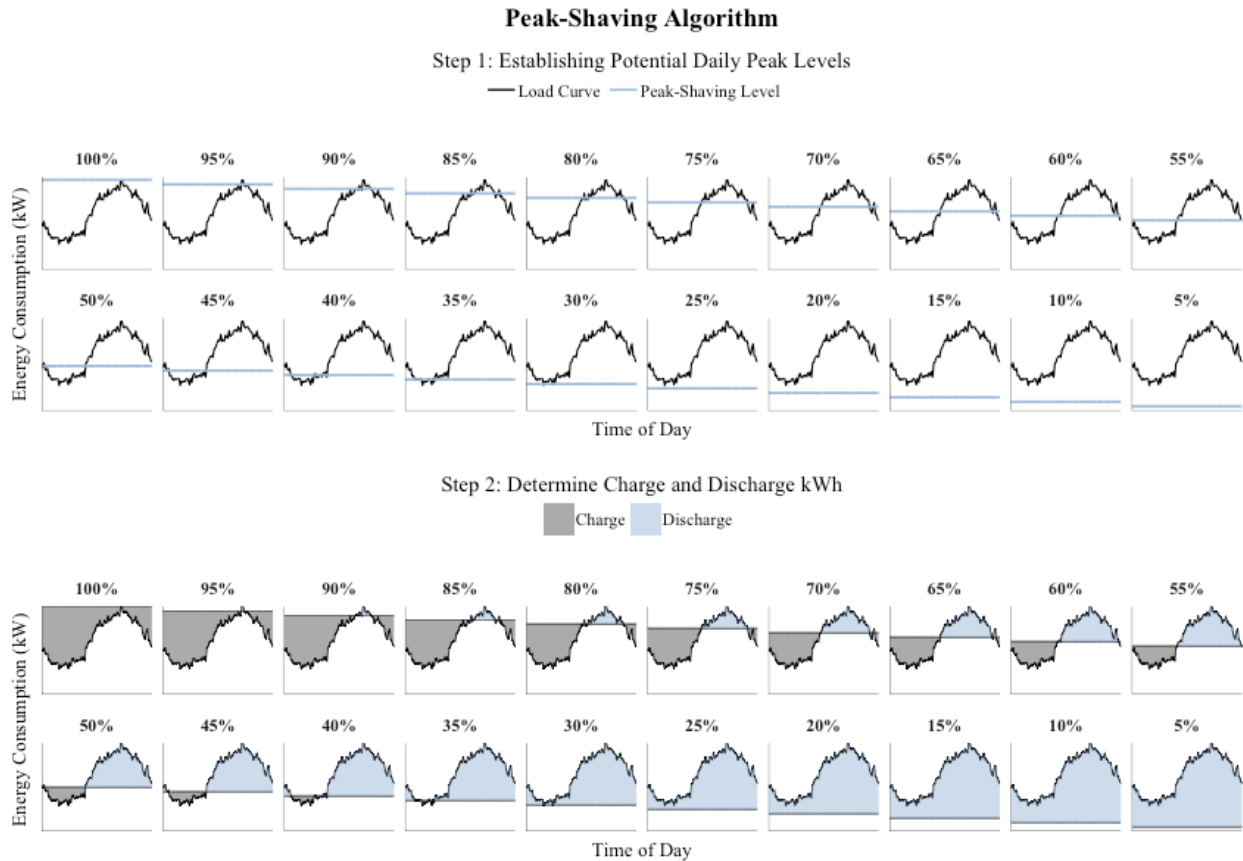 Peak-Shaving Algorithm
Step 1: Establishing Potential Daily Peak Levels
Load Curve Peak-Shaving Level
100% 95% 90% 85% 80% 75% 70% 65% 60% 55%
Energy Consumption (kW)
50% 45% 40% 35% 30% 25% 20% 15% 10% 5%
Time of Day
Step 2: Determine Charge and Discharge kWh
Charge Discharge
100% 95% 90% 85% 80% 75% 70% 65% 60% 55%
Energy Consumption (kW)
50% 45% 40% 35% 30% 25% 20% 15% 10% 5%
Time of Day